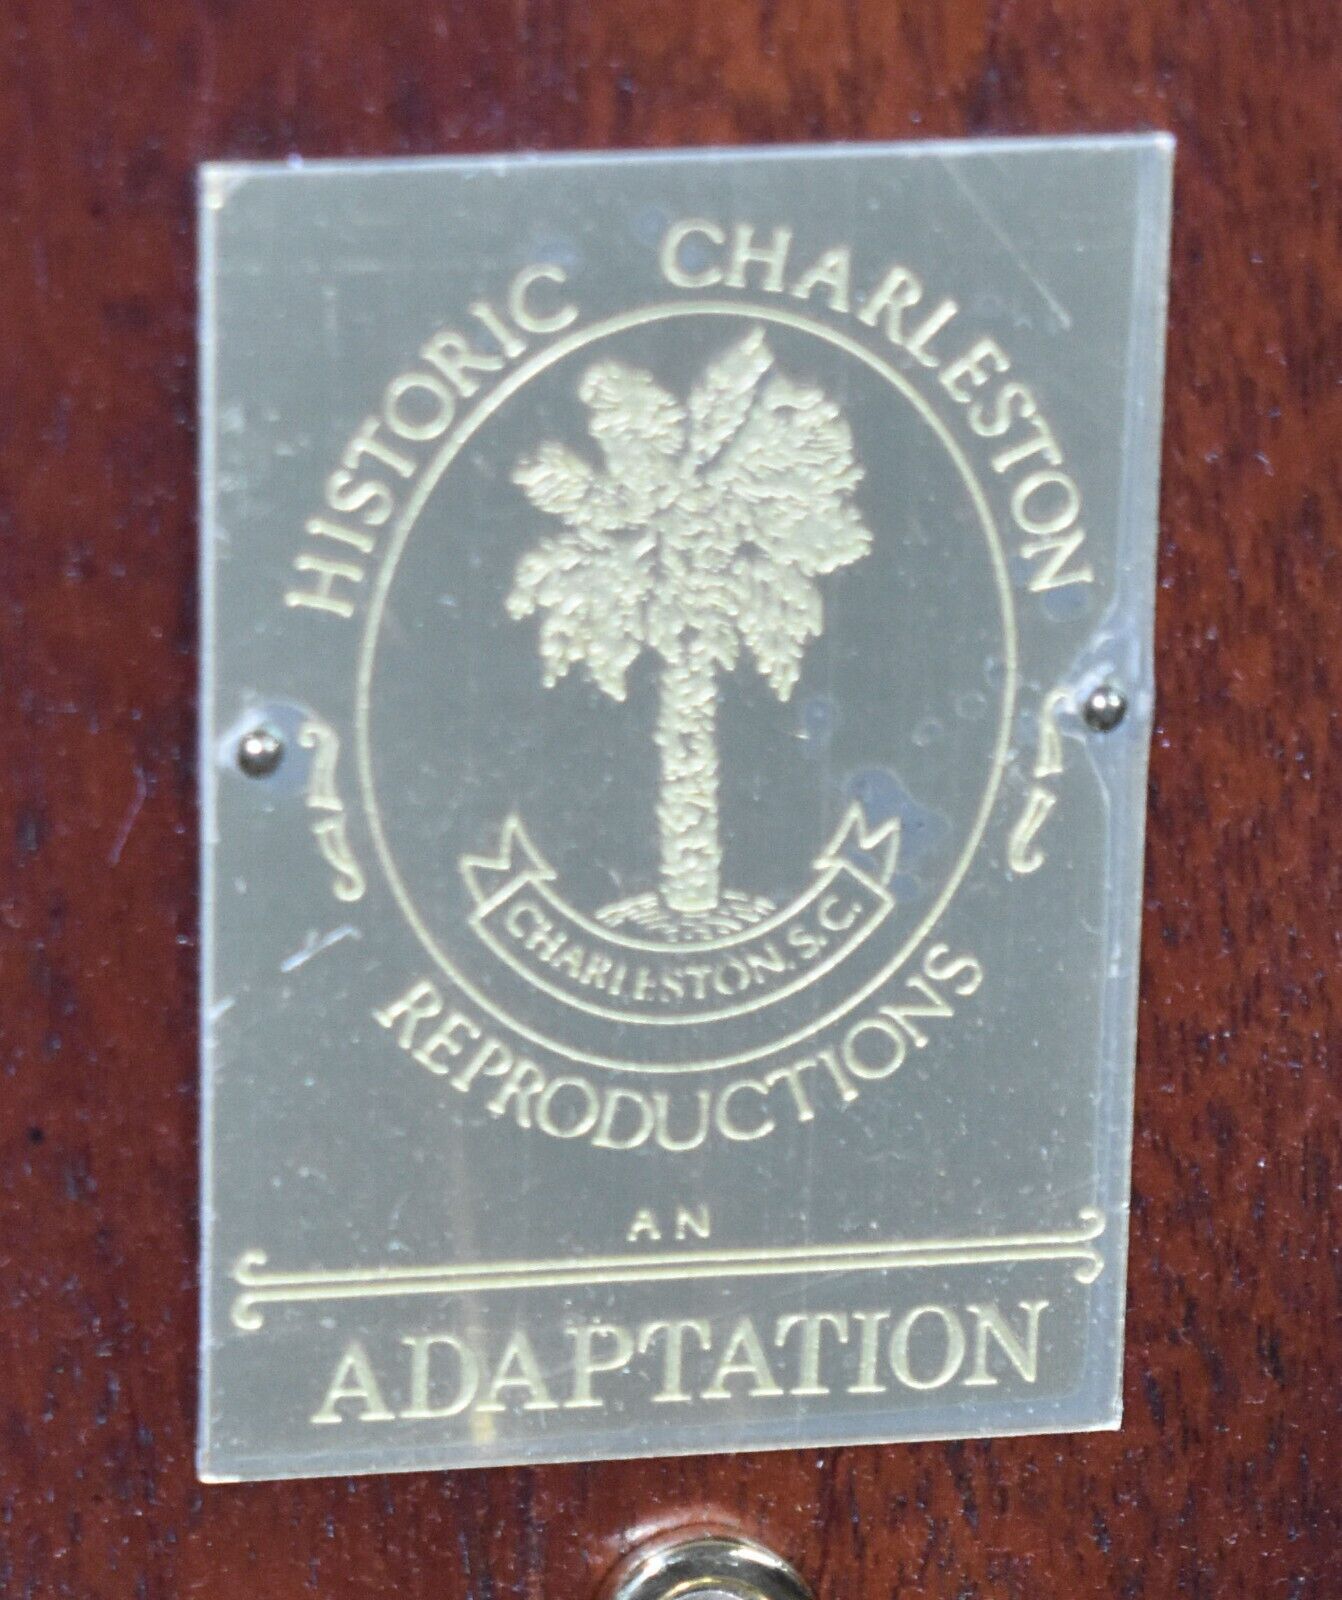 HISTORIC CHARLESTON
CHARLESTON, S.C.
REPRODUCTIONS
AN
ADAPTATION